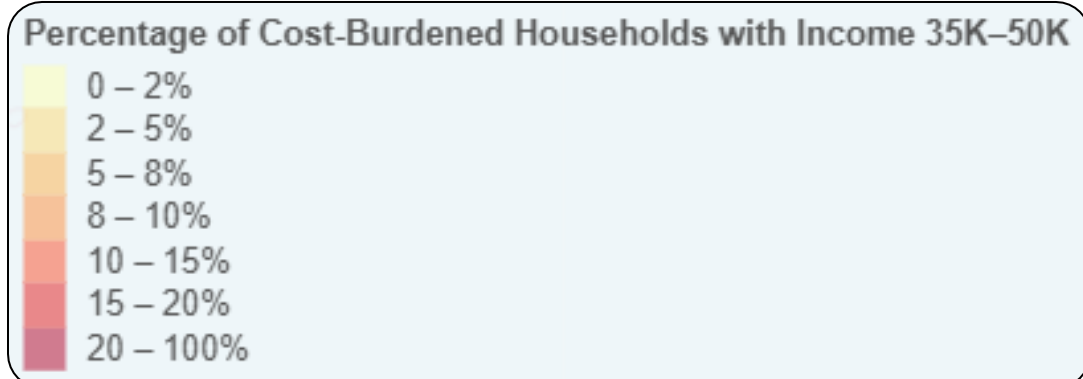 Percentage of Cost-Burdened Households with Income 35K–50K
0 – 2%
2 – 5%
5 – 8%
8 – 10%
10 – 15%
15 – 20%
20 – 100%